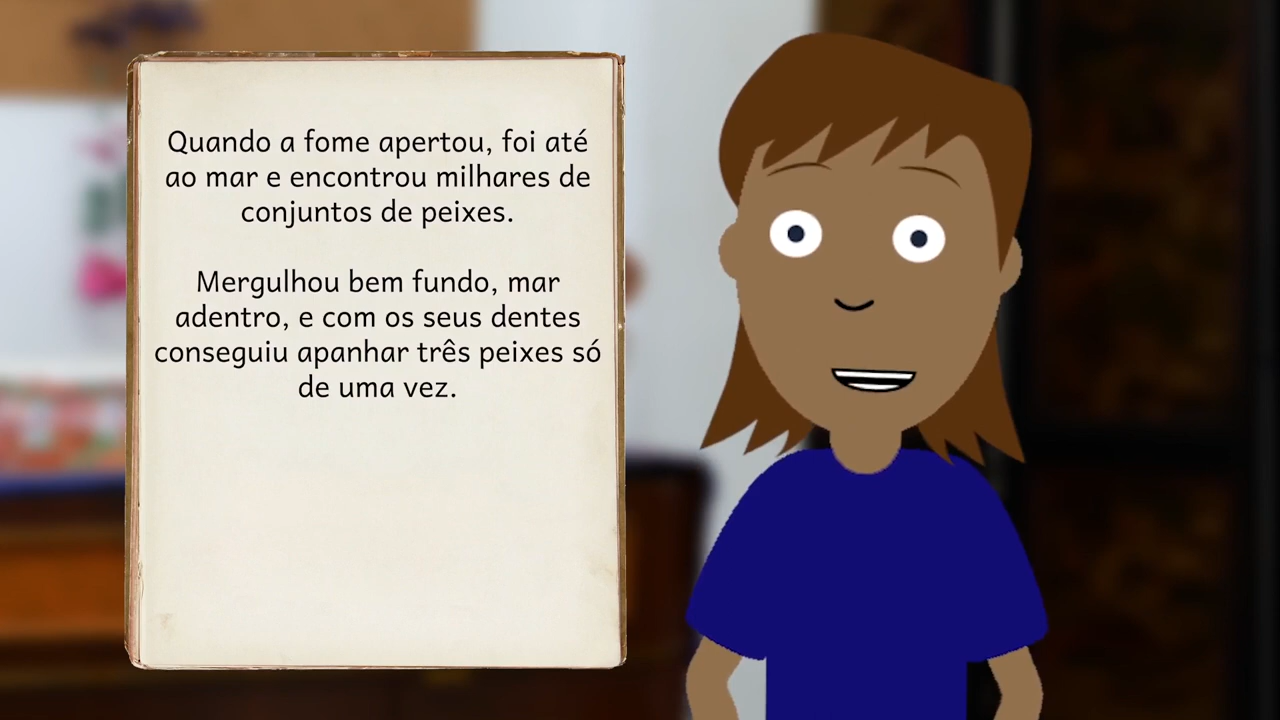 Quando a fome apertou, foi até
ao mar e encontrou milhares de
conjuntos de peixes.
Mergulhou bem fundo, mar
adentro, e com os seus dentes
conseguiu apanhar três peixes só
de uma vez.